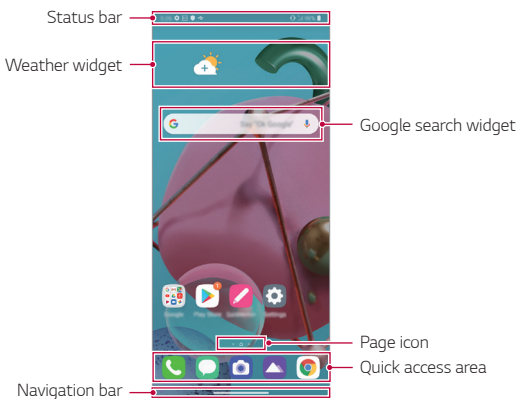 Status bar
Weather widget
Say "Ok Google"
Google search widget
Google
Play Store
Settings
Page icon
Quick access area
Navigation bar